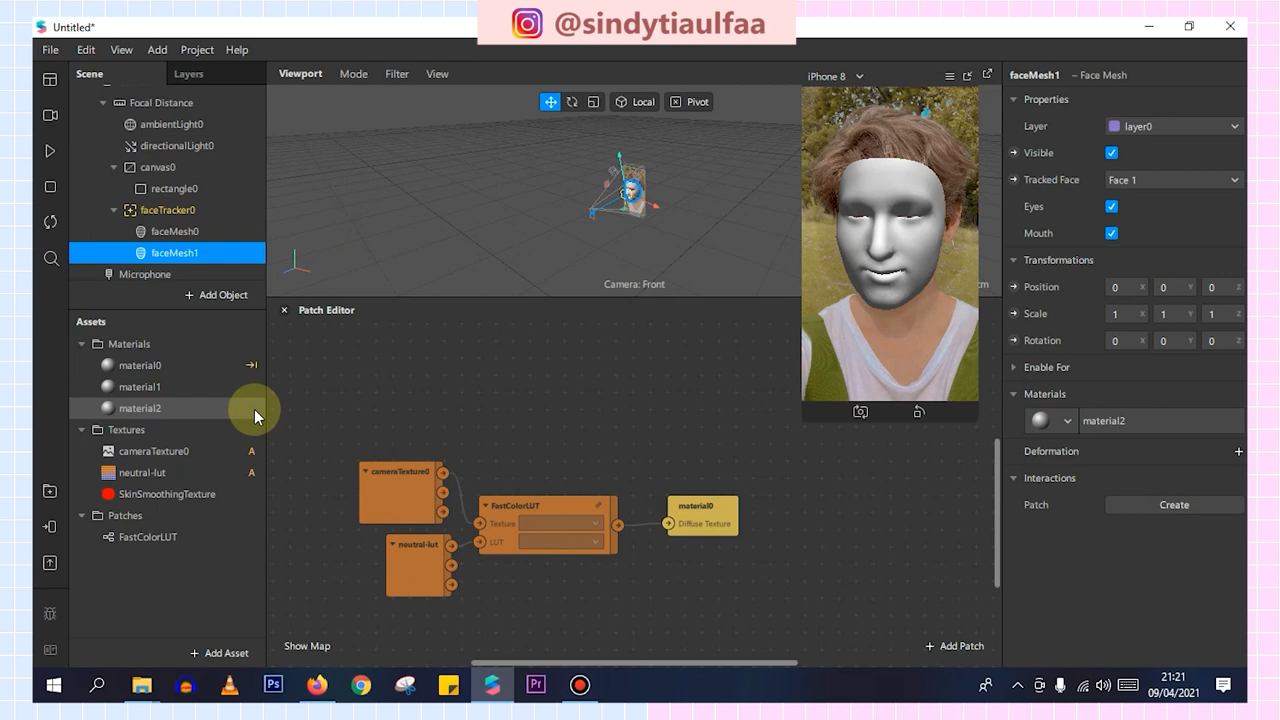 @sindytiaulfaa
Untitled*
File Edit View Add Project Help
Scene Layers
Focal Distance
ambientLight0
directionalLight0
canvas0
rectangle0
faceTracker0
faceMesh0
faceMesh1
Microphone
+ Add Object
Assets
Materials
material0
material1
material2
Textures
cameraTexture0 A
neutral-lut A
SkinSmoothingTexture
Patches
FastColorLUT
+ Add Asset
Viewport Mode Filter View
Local Pivot
Camera: Front
cm
Patch Editor
cameraTexture0
neutral-lut
FastColorLUT
Texture
LUT
material0
Diffuse Texture
Show Map
+ Add Patch
iPhone 8
faceMesh1 – Face Mesh
Properties
Layer layer0
Visible
Tracked Face Face 1
Eyes
Mouth
Transformations
Position 0 X 0 Y 0 Z
Scale 1 X 1 Y 1 Z
Rotation 0 X 0 Y 0 Z
Enable For
Materials
material2
Deformation +
Interactions
Patch Create
Ps
Pr
21:21
09/04/2021